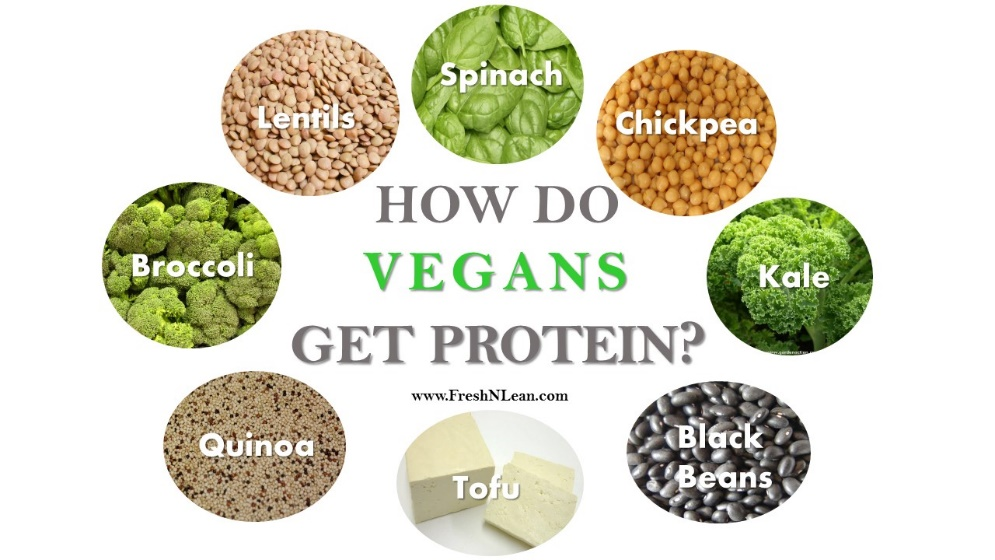 Spinach
Lentils
Chickpea
HOW DO
VEGANS
GET PROTEIN?
Broccoli
Kale
www.FreshNLean.com
Quinoa
Black
Beans
Tofu